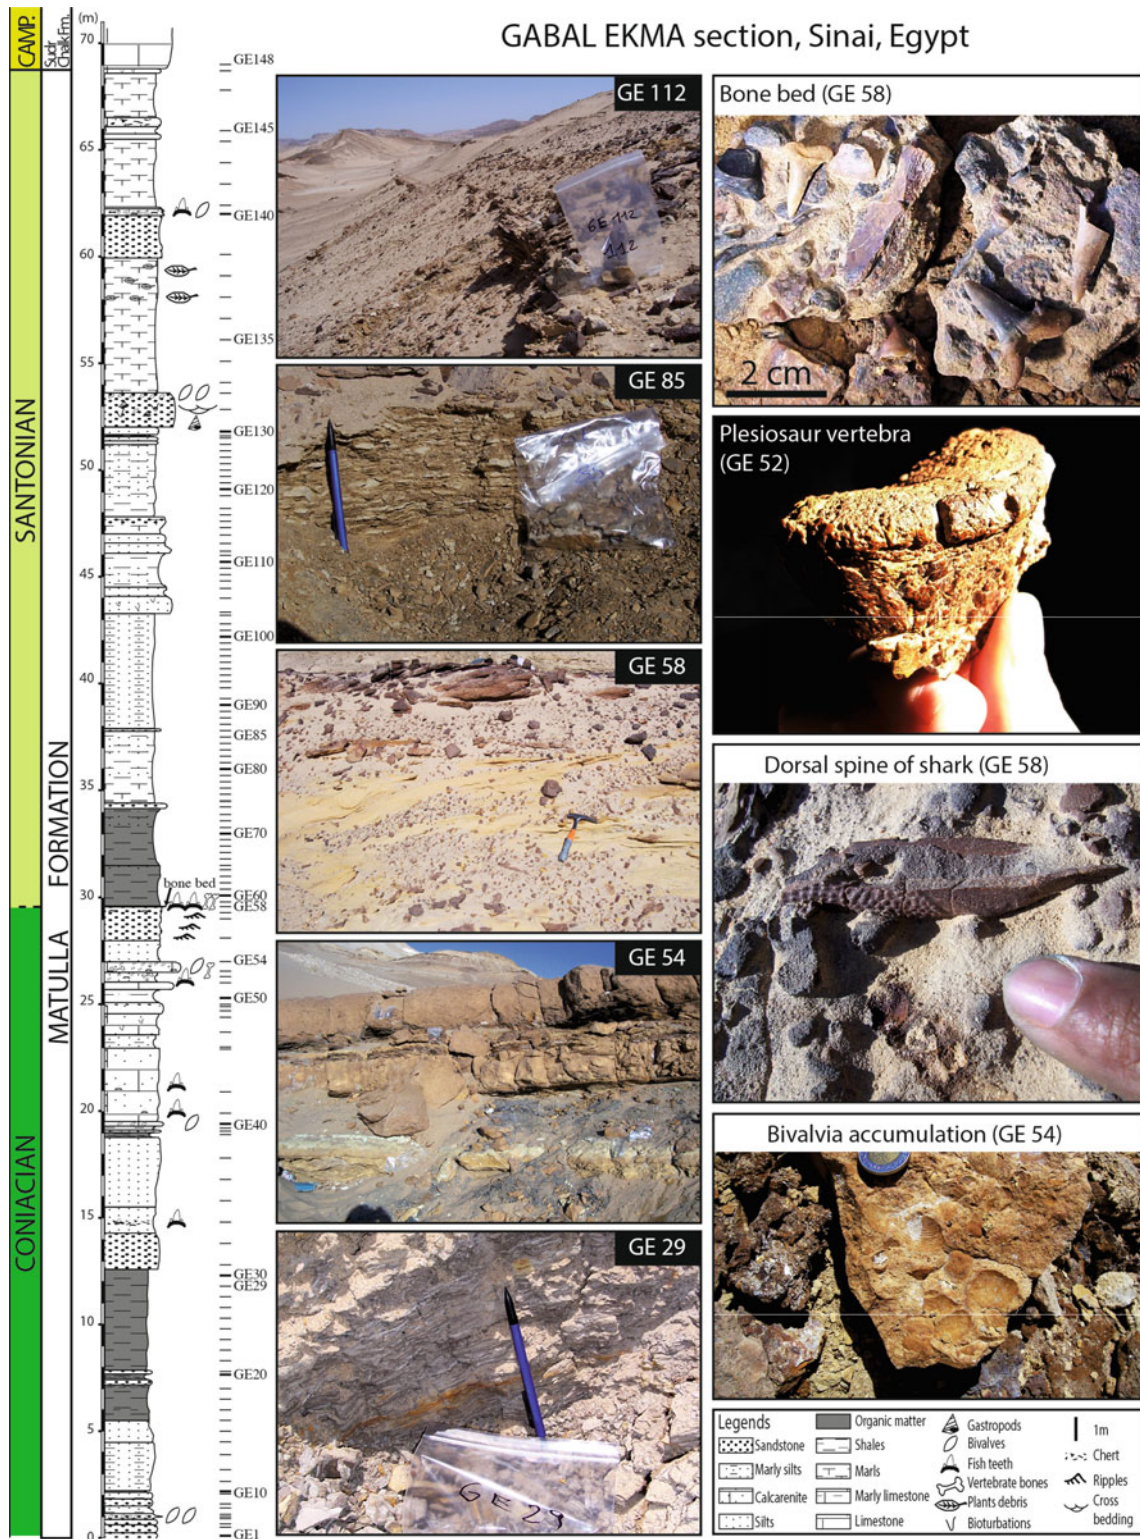 GABAL EKMA section, Sinai, Egypt
CAMP.
Sudr
Chalk Fm.
SANTONIAN
CONIACIAN
MATULLA FORMATION
(m)
70
65
60
55
50
45
40
35
30
25
20
15
10
5
0
GE148
GE145
GE140
GE135
GE130
GE120
GE110
GE100
GE90
GE85
GE80
GE70
bone bed
GE60
GE58
GE54
GE50
GE40
GE30
GE29
GE20
GE10
GE1
GE 112
GE 112
112
GE 85
GE 58
GE 54
GE 29
GE 29
Bone bed (GE 58)
2 cm
Plesiosaur vertebra
(GE 52)
Dorsal spine of shark (GE 58)
Bivalvia accumulation (GE 54)
Legends
Sandstone
Marly silts
Calcarenite
Silts
Organic matter
Shales
Marls
Marly limestone
Limestone
Gastropods
Bivalves
Fish teeth
Vertebrate bones
Plants debris
Bioturbations
1m
Chert
Ripples
Cross
bedding